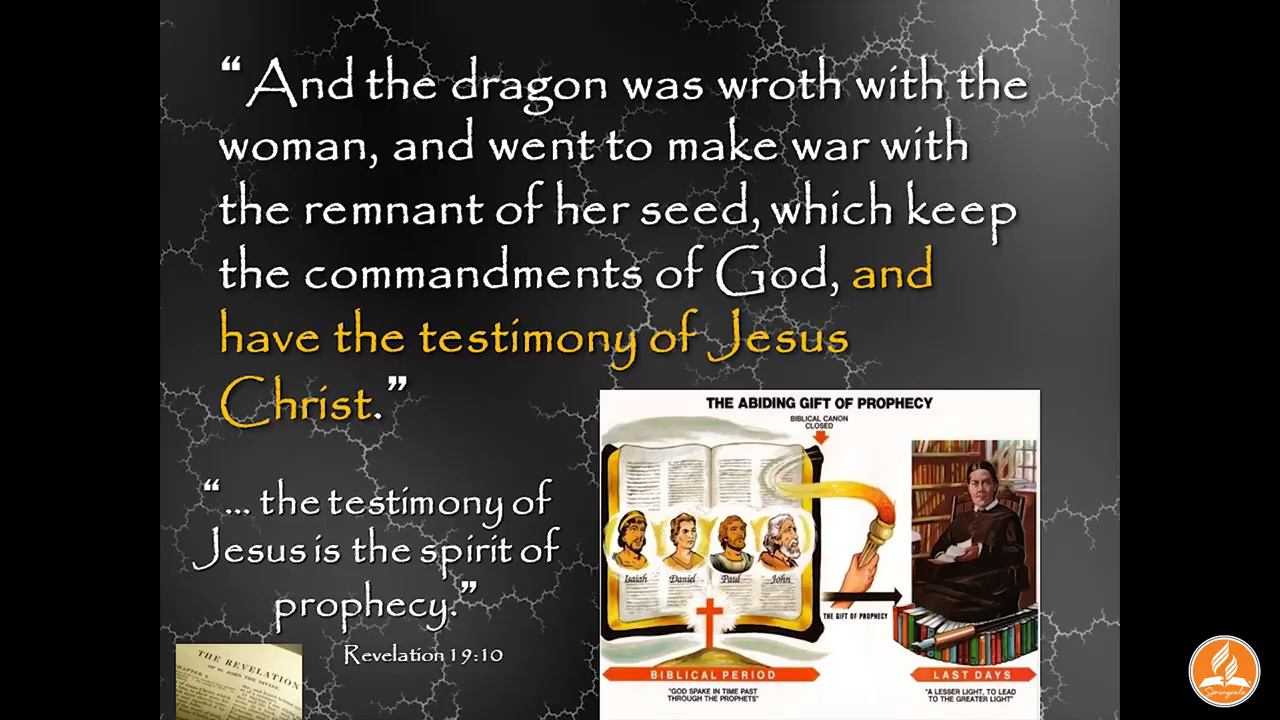 “And the dragon was wroth with the
woman, and went to make war with
the remnant of her seed, which keep
the commandments of God, and
have the testimony of Jesus
Christ.”
“... the testimony of
Jesus is the spirit of
prophecy.”
Revelation 19:10
THE REVELATION
THE ABIDING GIFT OF PROPHECY
BIBLICAL CANON
CLOSED
Isaiah Daniel Paul John
THE GIFT OF PROPHECY
BIBLICAL PERIOD
"GOD SPAKE IN TIME PAST
THROUGH THE PROPHETS"
LAST DAYS
"A LESSER LIGHT, TO LEAD
TO THE GREATER LIGHT"
Springvale